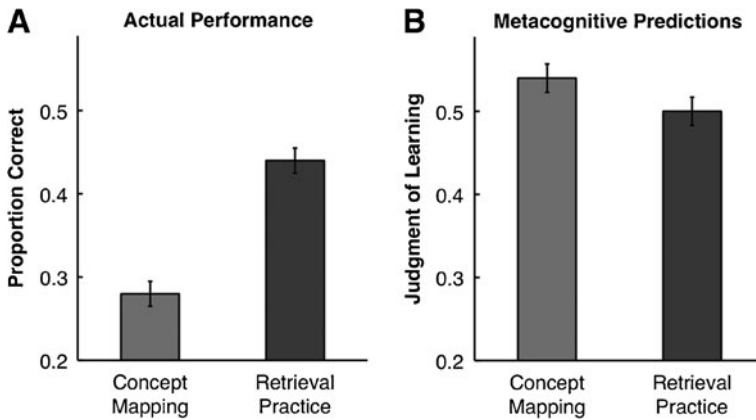 A
Actual Performance
Proportion Correct
0.5
0.4
0.3
0.2
Concept
Mapping
Retrieval
Practice
B
Metacognitive Predictions
Judgment of Learning
0.5
0.4
0.3
0.2
Concept
Mapping
Retrieval
Practice